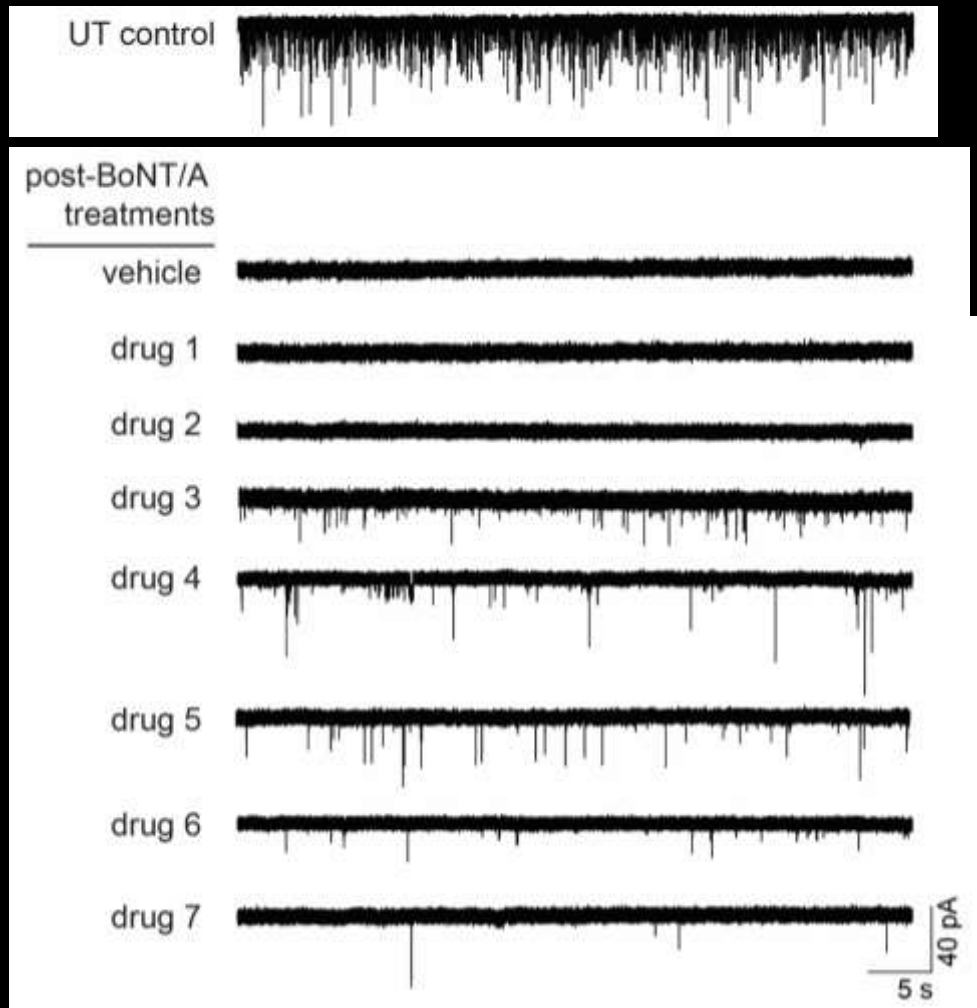 UT control
post-BoNT/A
treatments
vehicle
drug 1
drug 2
drug 3
drug 4
drug 5
drug 6
drug 7
40 pA
5 s